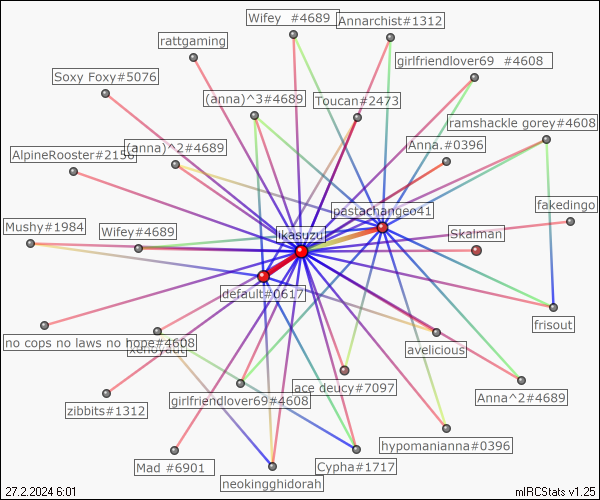 Wifey #4689
Annarchist#1312
rattgaming
girlfriendlover69 #4608
Soxy Foxy#5076
(anna)^3#4689
Toucan#2473
ramshackle gorey#4608
AlpineRooster#2156
(anna)^2#4689
Anna.#0396
pastachangeo41
fakedingo
Mushy#1984
Wifey#4689
ikasuzu
Skalman
default#0617
frisout
no cops no laws no hope#4608
avelicious
ace deucy#7097
zibbits#1312
girlfriendlover69#4608
Anna^2#4689
hypomanianna#0396
Mad #6901
Cypha#1717
neokingghidorah
27.2.2024 6:01
mIRCStats v1.25